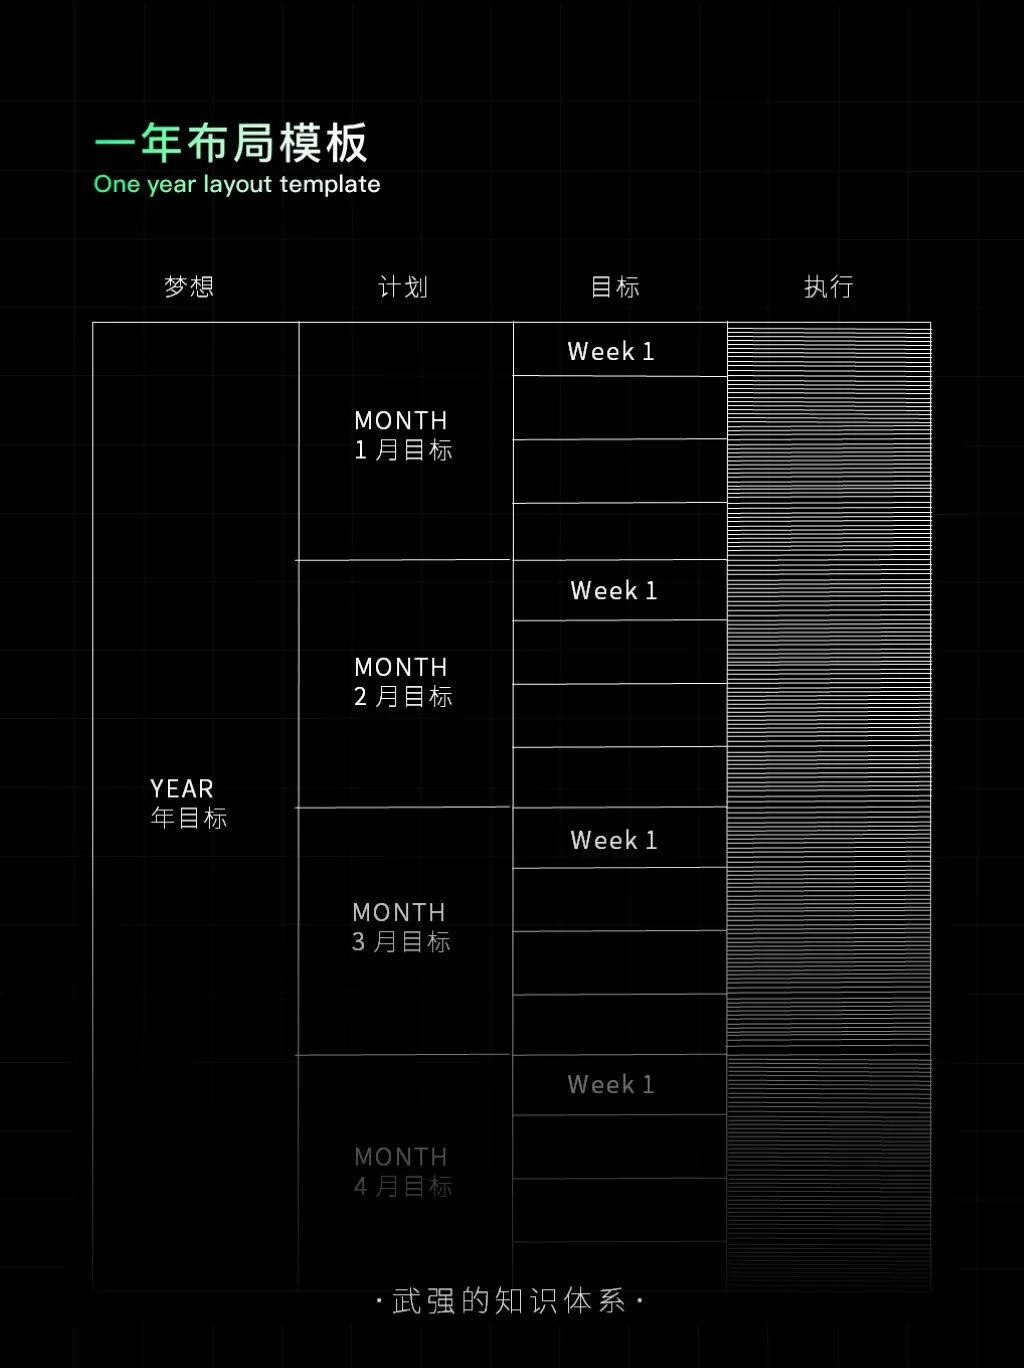 一年布局模板
One year layout template
梦想 计划 目标 执行
Week 1
MONTH
1 月目标
Week 1
MONTH
2 月目标
YEAR
年目标
Week 1
MONTH
3 月目标
Week 1
MONTH
4 月目标
·武强的知识体系·